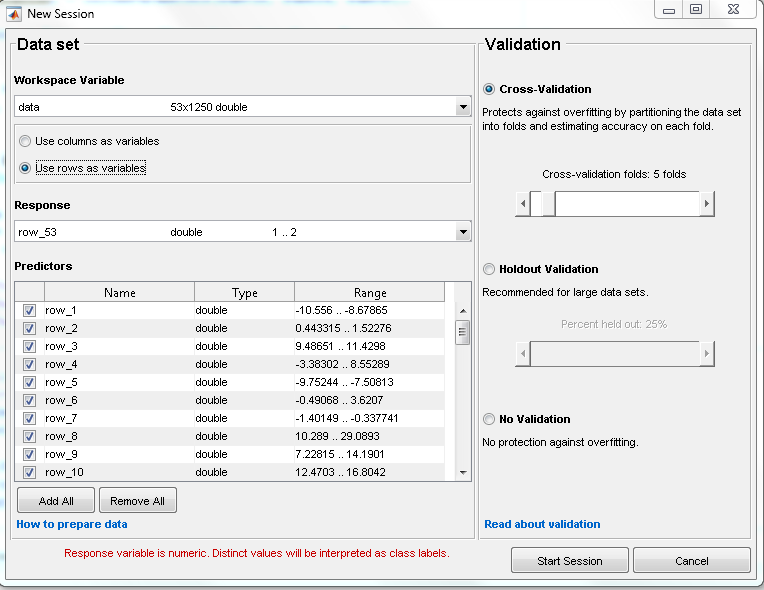 New Session
Data set
Workspace Variable
data 53x1250 double
Use columns as variables
Use rows as variables
Response
row_53 double 1 .. 2
Predictors
Name Type Range
row_1 double -10.556 .. -8.67865
row_2 double 0.443315 .. 1.52276
row_3 double 9.48651 .. 11.4298
row_4 double -3.38302 .. 8.55289
row_5 double -9.75244 .. -7.50813
row_6 double -0.49068 .. 3.6207
row_7 double -1.40149 .. -0.337741
row_8 double 10.289 .. 29.0893
row_9 double 7.22815 .. 14.1901
row_10 double 12.4703 .. 16.8042
Add All Remove All
How to prepare data
Response variable is numeric. Distinct values will be interpreted as class labels.
Validation
Cross-Validation
Protects against overfitting by partitioning the data set
into folds and estimating accuracy on each fold.
Cross-validation folds: 5 folds
Holdout Validation
Recommended for large data sets.
Percent held out: 25%
No Validation
No protection against overfitting.
Read about validation
Start Session Cancel